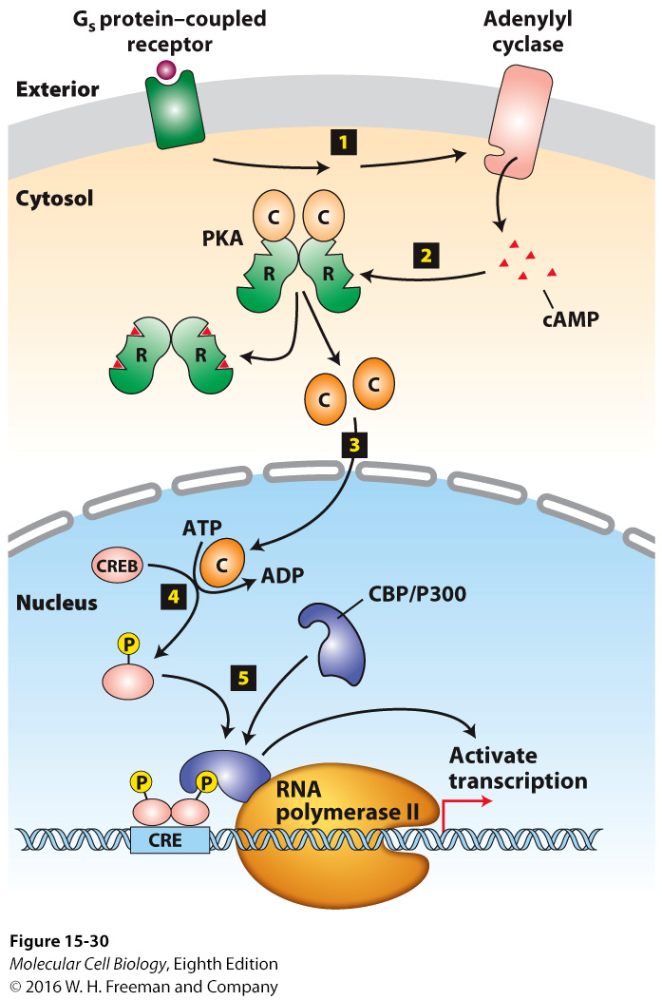 Gs protein–coupled
receptor
Adenylyl
cyclase
Exterior
1
Cytosol
C
C
PKA
2
R
R
cAMP
R
R
C
C
3
ATP
CREB
C
ADP
4
Nucleus
CBP/P300
P
5
Activate
transcription
P
P
RNA
polymerase II
CRE
Figure 15-30
Molecular Cell Biology, Eighth Edition
© 2016 W. H. Freeman and Company